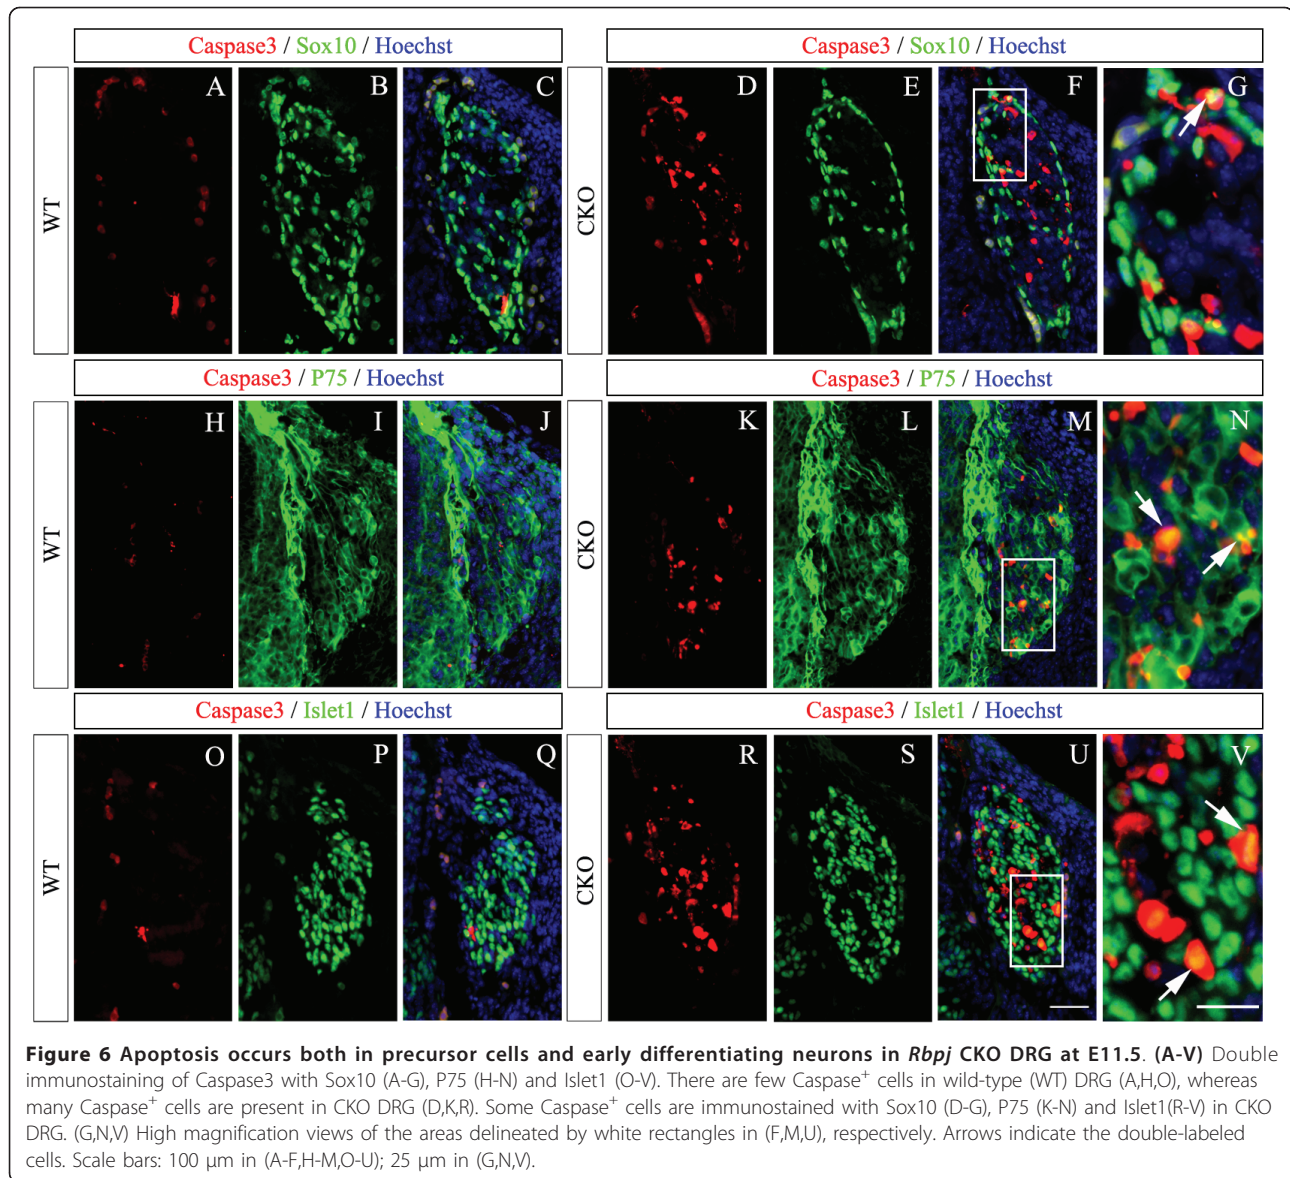 Caspase3 / Sox10 / Hoechst
Caspase3 / Sox10 / Hoechst
WT
A
B
C
CKO
D
E
F
G
Caspase3 / P75 / Hoechst
Caspase3 / P75 / Hoechst
WT
H
I
J
CKO
K
L
M
N
Caspase3 / Islet1 / Hoechst
Caspase3 / Islet1 / Hoechst
WT
O
P
Q
CKO
R
S
U
V
Figure 6 Apoptosis occurs both in precursor cells and early differentiating neurons in Rbpj CKO DRG at E11.5. (A-V) Double
immunostaining of Caspase3 with Sox10 (A-G), P75 (H-N) and Islet1 (O-V). There are few Caspase⁺ cells in wild-type (WT) DRG (A,H,O), whereas
many Caspase⁺ cells are present in CKO DRG (D,K,R). Some Caspase⁺ cells are immunostained with Sox10 (D-G), P75 (K-N) and Islet1(R-V) in CKO
DRG. (G,N,V) High magnification views of the areas delineated by white rectangles in (F,M,U), respectively. Arrows indicate the double-labeled
cells. Scale bars: 100 μm in (A-F,H-M,O-U); 25 μm in (G,N,V).